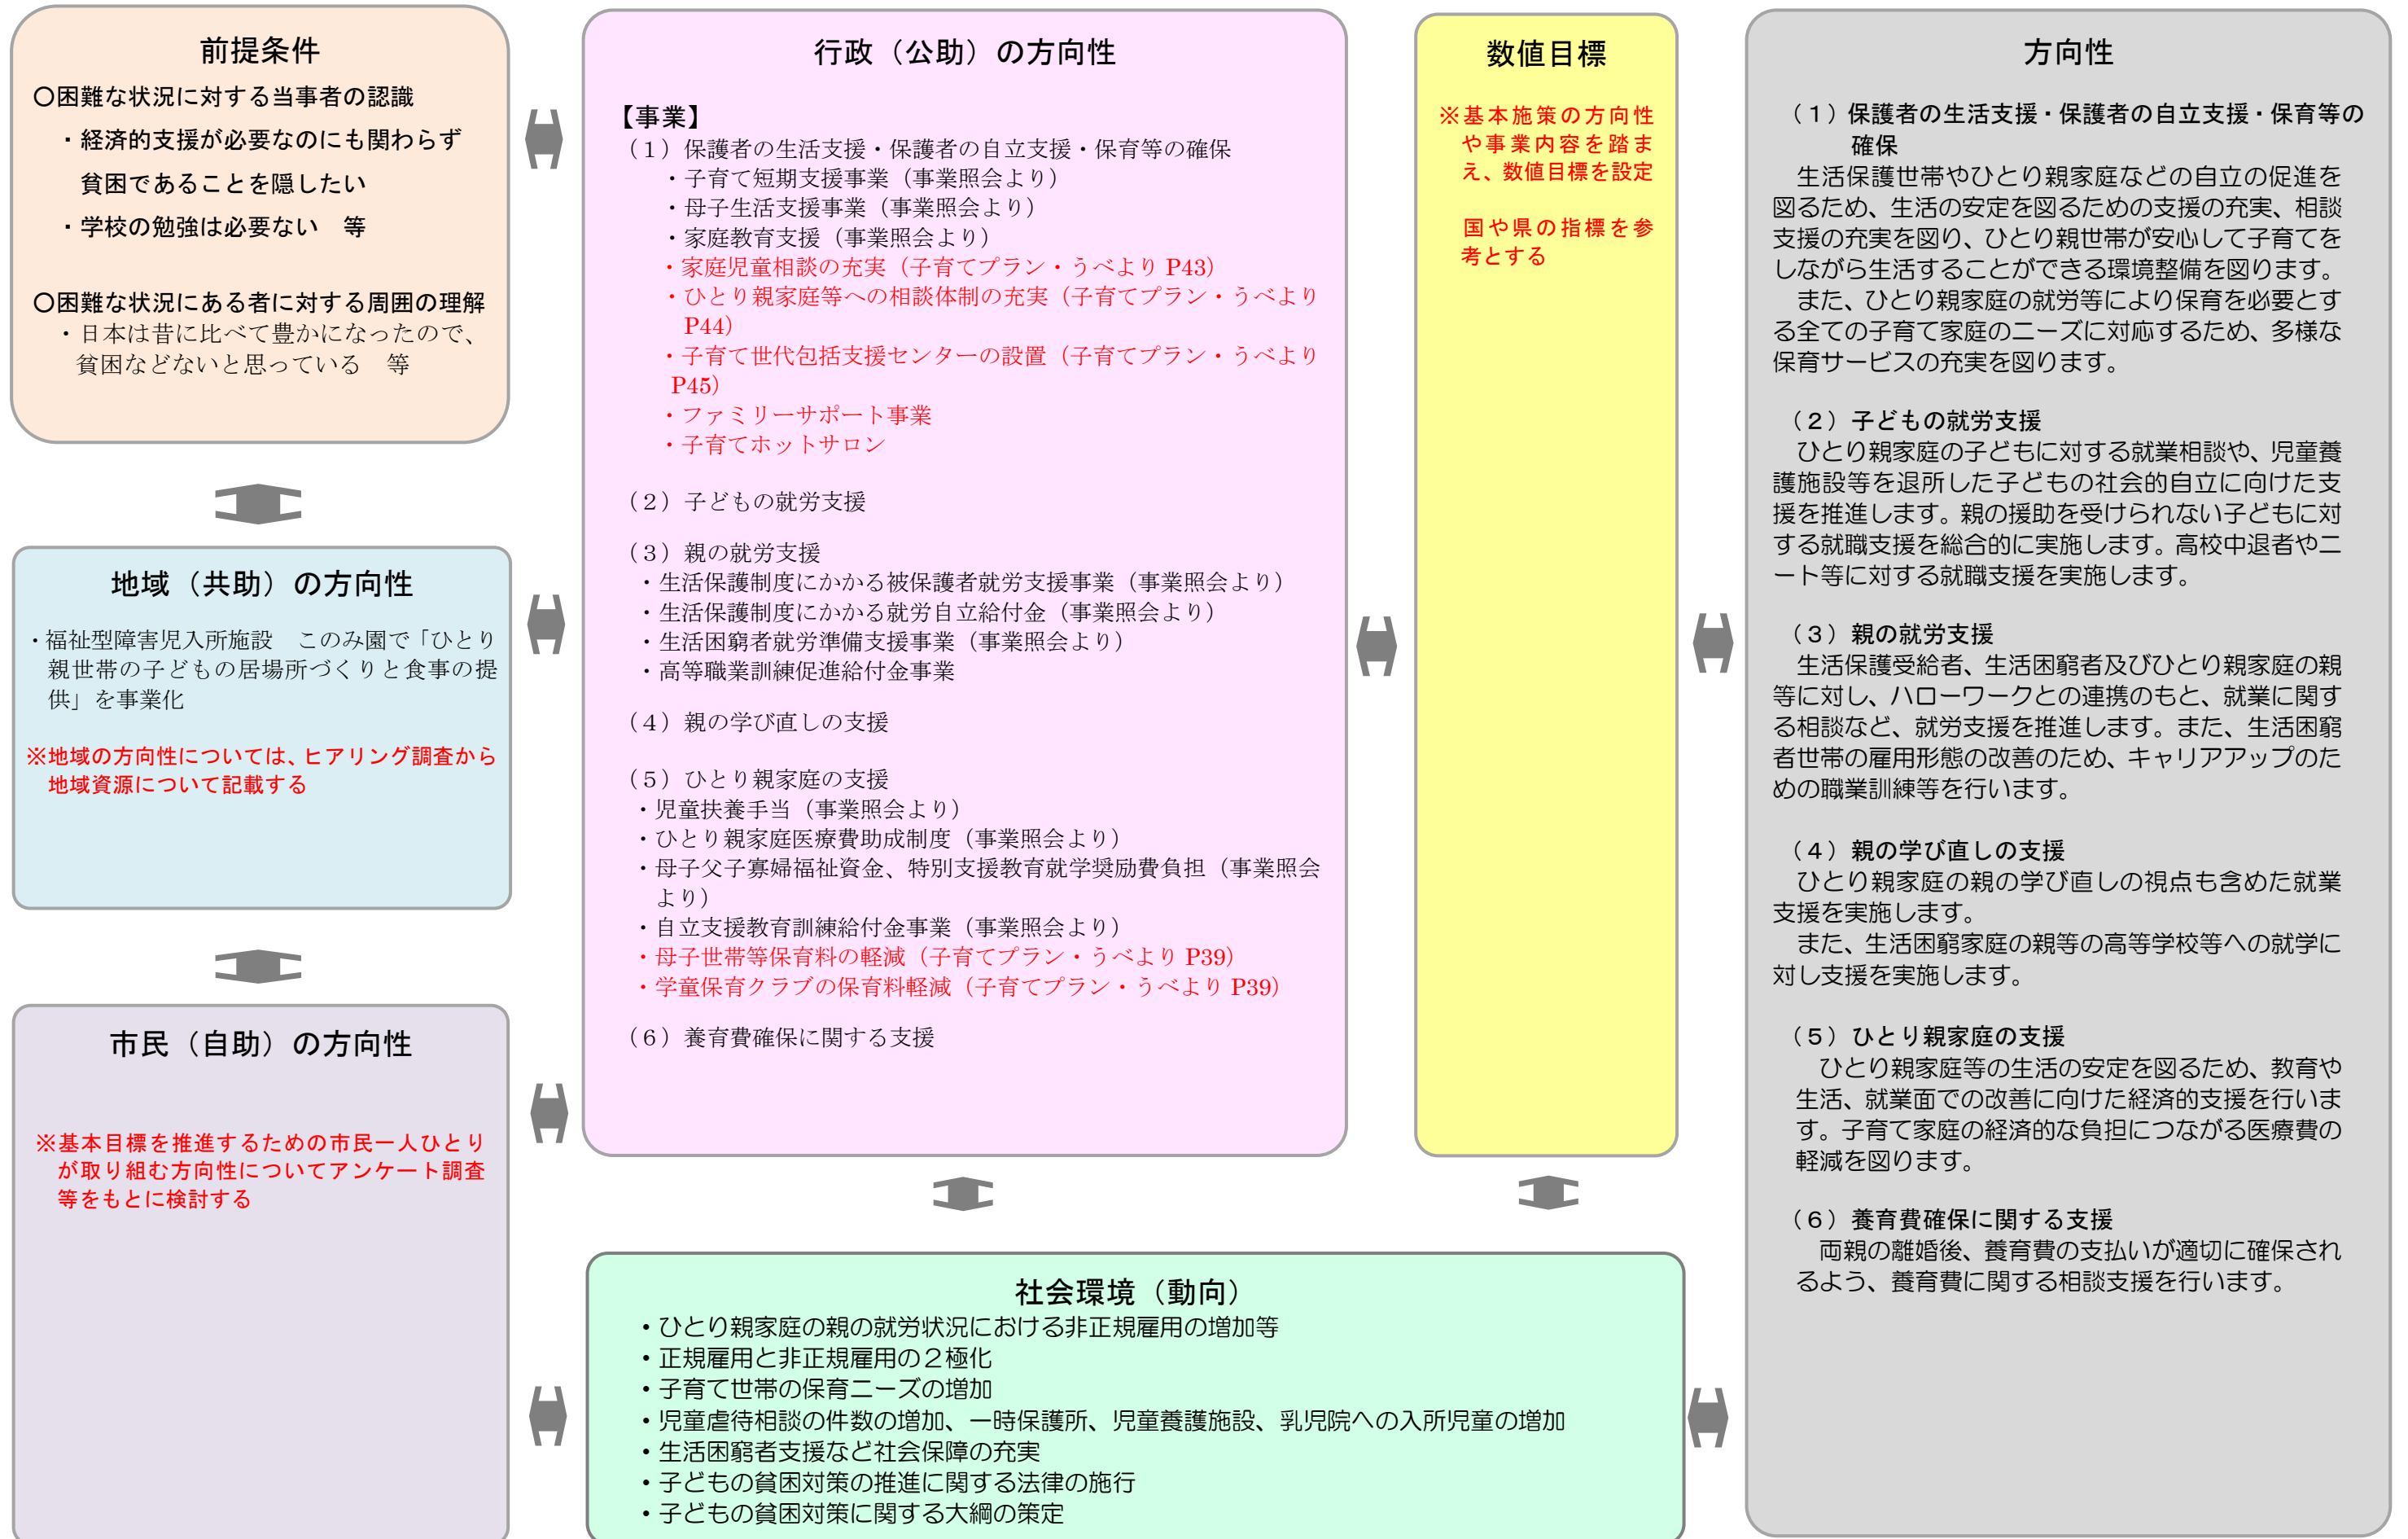 前提条件
〇困難な状況に対する当事者の認識
・経済的支援が必要なのにも関わらず
貧困であることを隠したい
・学校の勉強は必要ない　等
〇困難な状況にある者に対する周囲の理解
・日本は昔に比べて豊かになったので、
貧困などないと思っている　等
地域（共助）の方向性
・福祉型障害児入所施設　このみ園で「ひとり
親世帯の子どもの居場所づくりと食事の提
供」を事業化
※地域の方向性については、ヒアリング調査から
地域資源について記載する
市民（自助）の方向性
※基本目標を推進するための市民一人ひとり
が取り組む方向性についてアンケート調査
等をもとに検討する
行政（公助）の方向性
【事業】
（１）保護者の生活支援・保護者の自立支援・保育等の確保
・子育て短期支援事業（事業照会より）
・母子生活支援事業（事業照会より）
・家庭教育支援（事業照会より）
・家庭児童相談の充実（子育てプラン・うべより P43）
・ひとり親家庭等への相談体制の充実（子育てプラン・うべより
P44）
・子育て世代包括支援センターの設置（子育てプラン・うべより
P45）
・ファミリーサポート事業
・子育てホットサロン
（２）子どもの就労支援
（３）親の就労支援
・生活保護制度にかかる被保護者就労支援事業（事業照会より）
・生活保護制度にかかる就労自立給付金（事業照会より）
・生活困窮者就労準備支援事業（事業照会より）
・高等職業訓練促進給付金事業
（４）親の学び直しの支援
（５）ひとり親家庭の支援
・児童扶養手当（事業照会より）
・ひとり親家庭医療費助成制度（事業照会より）
・母子父子寡婦福祉資金、特別支援教育就学奨励費負担（事業照会
より）
・自立支援教育訓練給付金事業（事業照会より）
・母子世帯等保育料の軽減（子育てプラン・うべより P39）
・学童保育クラブの保育料軽減（子育てプラン・うべより P39）
（６）養育費確保に関する支援
数値目標
※基本施策の方向性
や事業内容を踏ま
え、数値目標を設定
国や県の指標を参
考とする
社会環境（動向）
・ひとり親家庭の親の就労状況における非正規雇用の増加等
・正規雇用と非正規雇用の２極化
・子育て世帯の保育ニーズの増加
・児童虐待相談の件数の増加、一時保護所、児童養護施設、乳児院への入所児童の増加
・生活困窮者支援など社会保障の充実
・子どもの貧困対策の推進に関する法律の施行
・子どもの貧困対策に関する大綱の策定
方向性
（１）保護者の生活支援・保護者の自立支援・保育等の
確保
生活保護世帯やひとり親家庭などの自立の促進を
図るため、生活の安定を図るための支援の充実、相談
支援の充実を図り、ひとり親世帯が安心して子育てを
しながら生活することができる環境整備を図ります。
また、ひとり親家庭の就労等により保育を必要とす
る全ての子育て家庭のニーズに対応するため、多様な
保育サービスの充実を図ります。
（２）子どもの就労支援
ひとり親家庭の子どもに対する就業相談や、児童養
護施設等を退所した子どもの社会的自立に向けた支
援を推進します。親の援助を受けられない子どもに対
する就職支援を総合的に実施します。高校中退者やニ
ート等に対する就職支援を実施します。
（３）親の就労支援
生活保護受給者、生活困窮者及びひとり親家庭の親
等に対し、ハローワークとの連携のもと、就業に関す
る相談など、就労支援を推進します。また、生活困窮
者世帯の雇用形態の改善のため、キャリアアップのた
めの職業訓練等を行います。
（４）親の学び直しの支援
ひとり親家庭の親の学び直しの視点も含めた就業
支援を実施します。
また、生活困窮家庭の親等の高等学校等への就学に
対し支援を実施します。
（５）ひとり親家庭の支援
ひとり親家庭等の生活の安定を図るため、教育や
生活、就業面での改善に向けた経済的支援を行いま
す。子育て家庭の経済的な負担につながる医療費の
軽減を図ります。
（６）養育費確保に関する支援
両親の離婚後、養育費の支払いが適切に確保され
るよう、養育費に関する相談支援を行います。